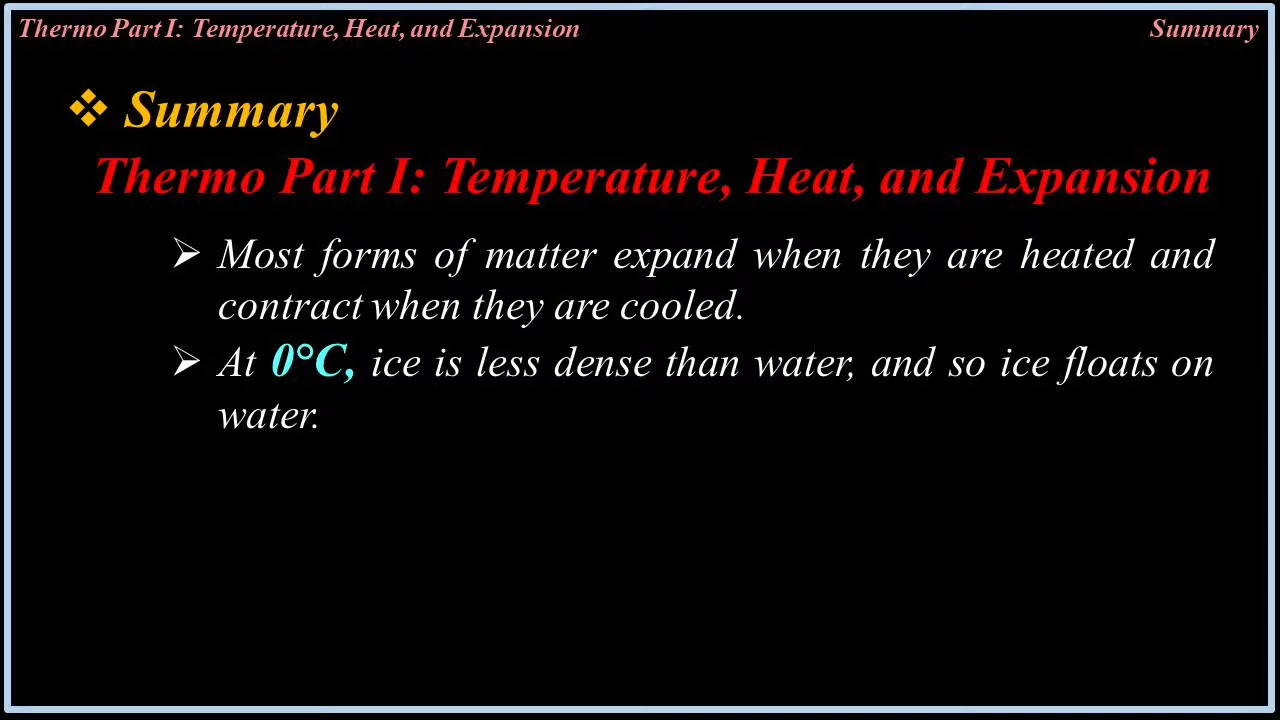 Thermo Part I: Temperature, Heat, and Expansion
Summary
❖ Summary
Thermo Part I: Temperature, Heat, and Expansion
➢ Most forms of matter expand when they are heated and
contract when they are cooled.
➢ At 0°C, ice is less dense than water, and so ice floats on
water.